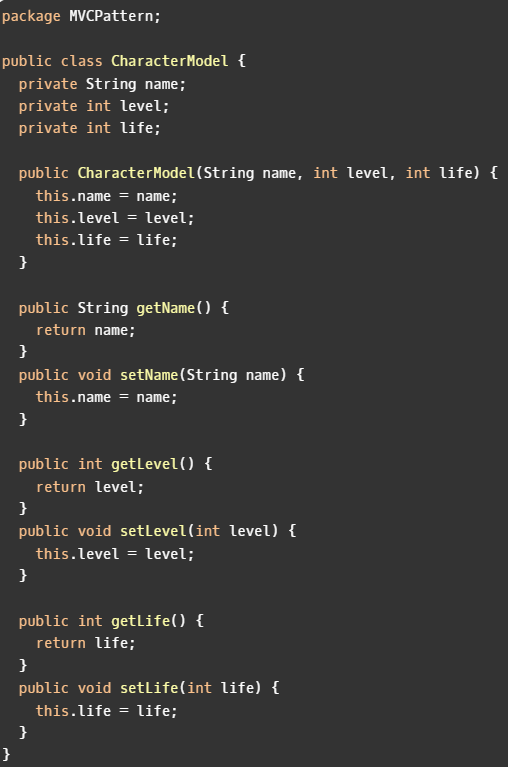 package MVCPattern;

public class CharacterModel {
  private String name;
  private int level;
  private int life;

  public CharacterModel(String name, int level, int life) {
    this.name = name;
    this.level = level;
    this.life = life;
  }

  public String getName() {
    return name;
  }
  public void setName(String name) {
    this.name = name;
  }

  public int getLevel() {
    return level;
  }
  public void setLevel(int level) {
    this.level = level;
  }

  public int getLife() {
    return life;
  }
  public void setLife(int life) {
    this.life = life;
  }
}